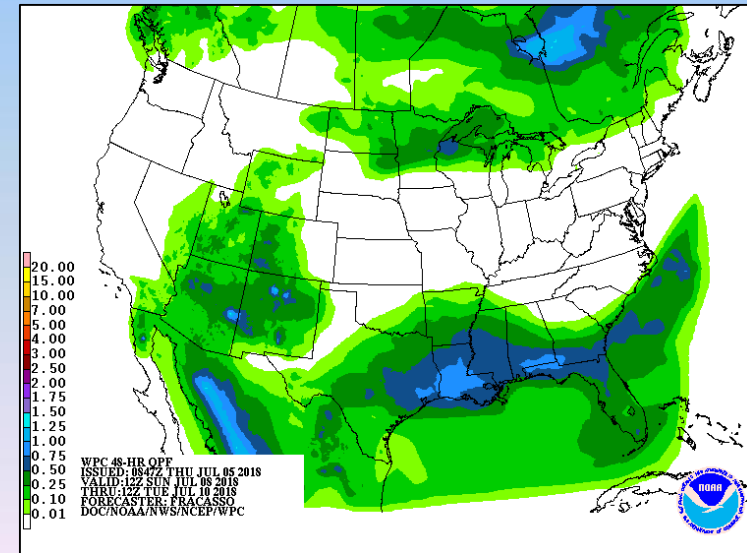 20.00
15.00
10.00
7.00
5.00
4.00
3.00
2.50
2.00
1.75
1.50
1.25
1.00
0.75
0.50
0.25
0.10
0.01
WPC 48-HR QPF
ISSUED: 0847Z THU JUL 05 2018
VALID:12Z SUN JUL 08 2018
THRU:12Z TUE JUL 10 2018
FORECASTER: FRACASSO
DOC/NOAA/NWS/NCEP/WPC
NOAA